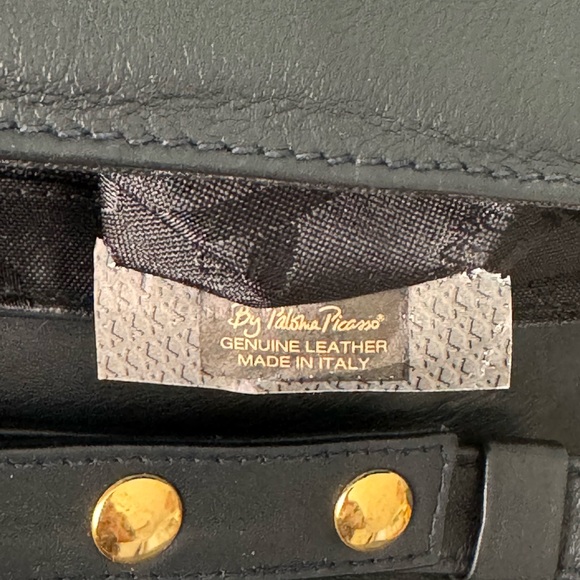 By Paloma Picasso®
GENUINE LEATHER
MADE IN ITALY